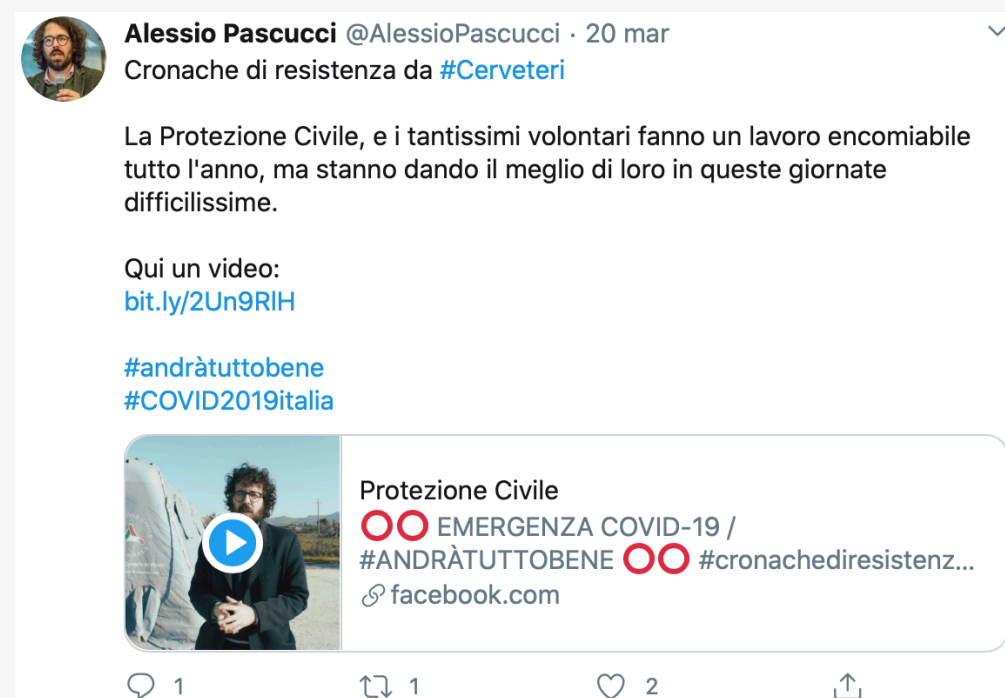 Alessio Pascucci @AlessioPascucci · 20 mar
Cronache di resistenza da #Cerveteri
La Protezione Civile, e i tantissimi volontari fanno un lavoro encomiabile
tutto l'anno, ma stanno dando il meglio di loro in queste giornate
difficilissime.
Qui un video:
bit.ly/2Un9RlH
#andràtuttobene
#COVID2019italia
Protezione Civile
⭕⭕ EMERGENZA COVID-19 /
#ANDRÀTUTTOBENE ⭕⭕ #cronachediresistenz...
facebook.com
1 1 2